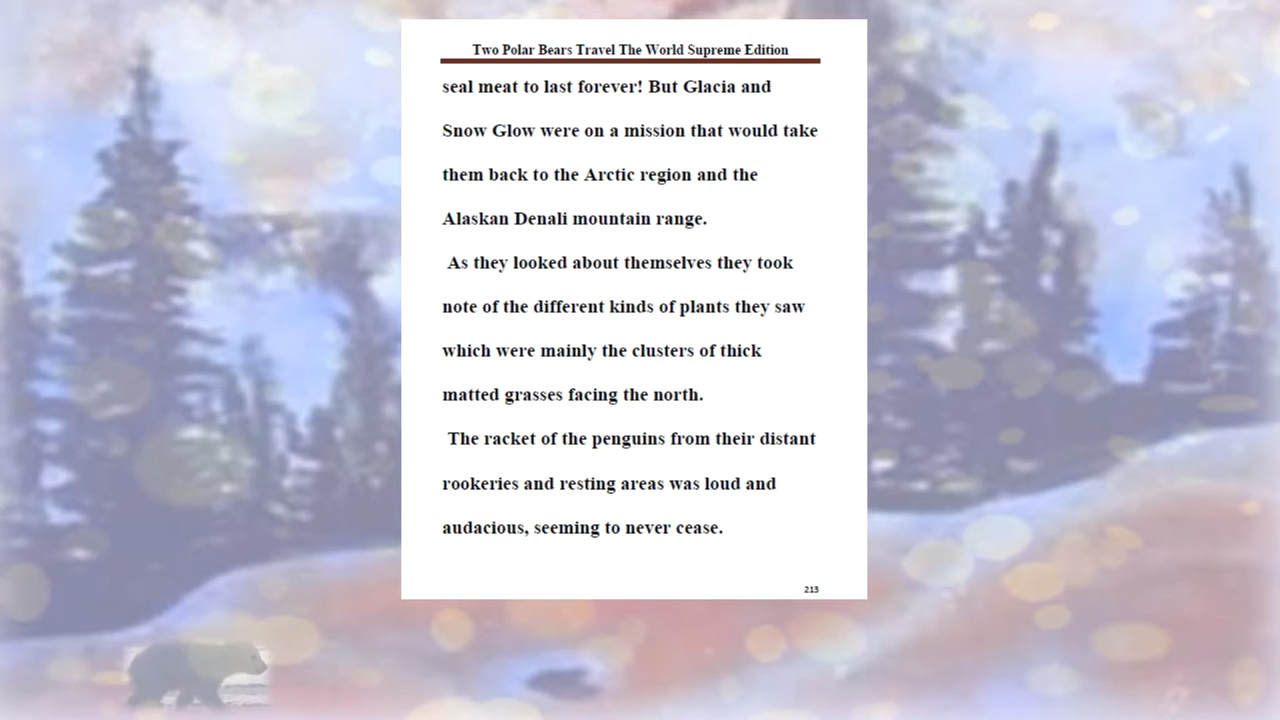 Two Polar Bears Travel The World Supreme Edition
seal meat to last forever! But Glacia and
Snow Glow were on a mission that would take
them back to the Arctic region and the
Alaskan Denali mountain range.
As they looked about themselves they took
note of the different kinds of plants they saw
which were mainly the clusters of thick
matted grasses facing the north.
The racket of the penguins from their distant
rookeries and resting areas was loud and
audacious, seeming to never cease.
213